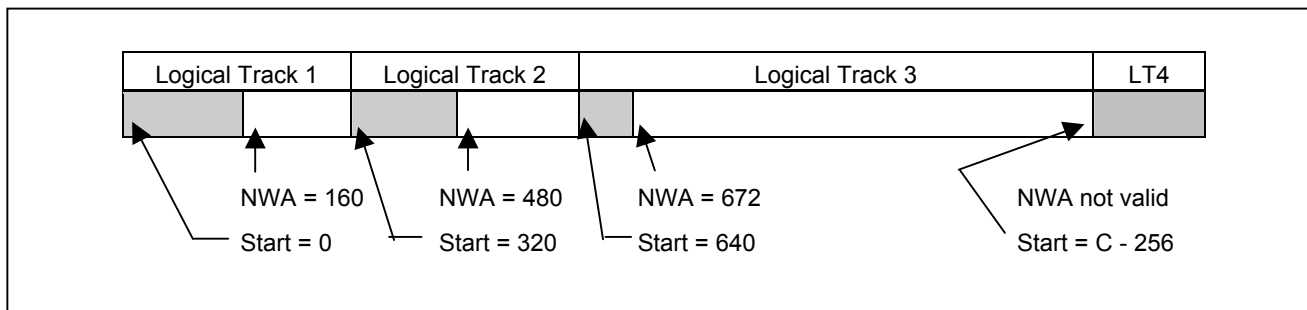 Logical Track 1 Logical Track 2 Logical Track 3 LT4
NWA = 160 NWA = 480 NWA = 672 NWA not valid
Start = 0 Start = 320 Start = 640 Start = C - 256